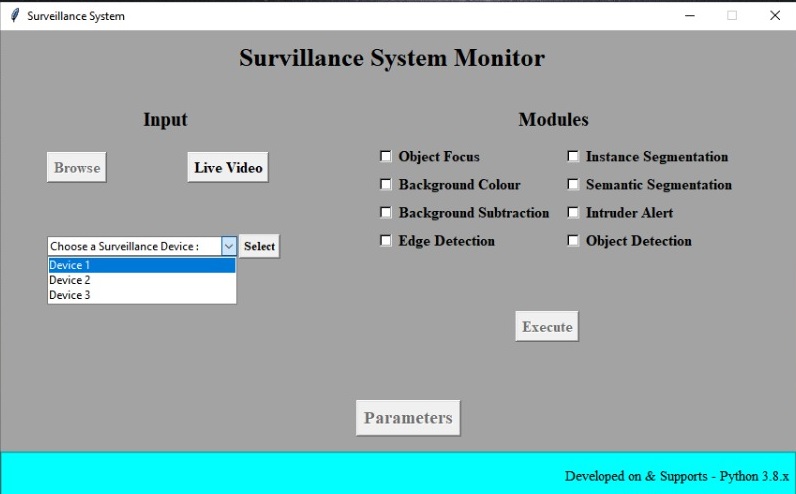 Surveillance System
Survillance System Monitor
Input
Modules
Browse
Live Video
Object Focus
Instance Segmentation
Background Colour
Semantic Segmentation
Background Subtraction
Intruder Alert
Edge Detection
Object Detection
Choose a Surveillance Device :
Select
Device 1
Device 2
Device 3
Execute
Parameters
Developed on & Supports - Python 3.8.x